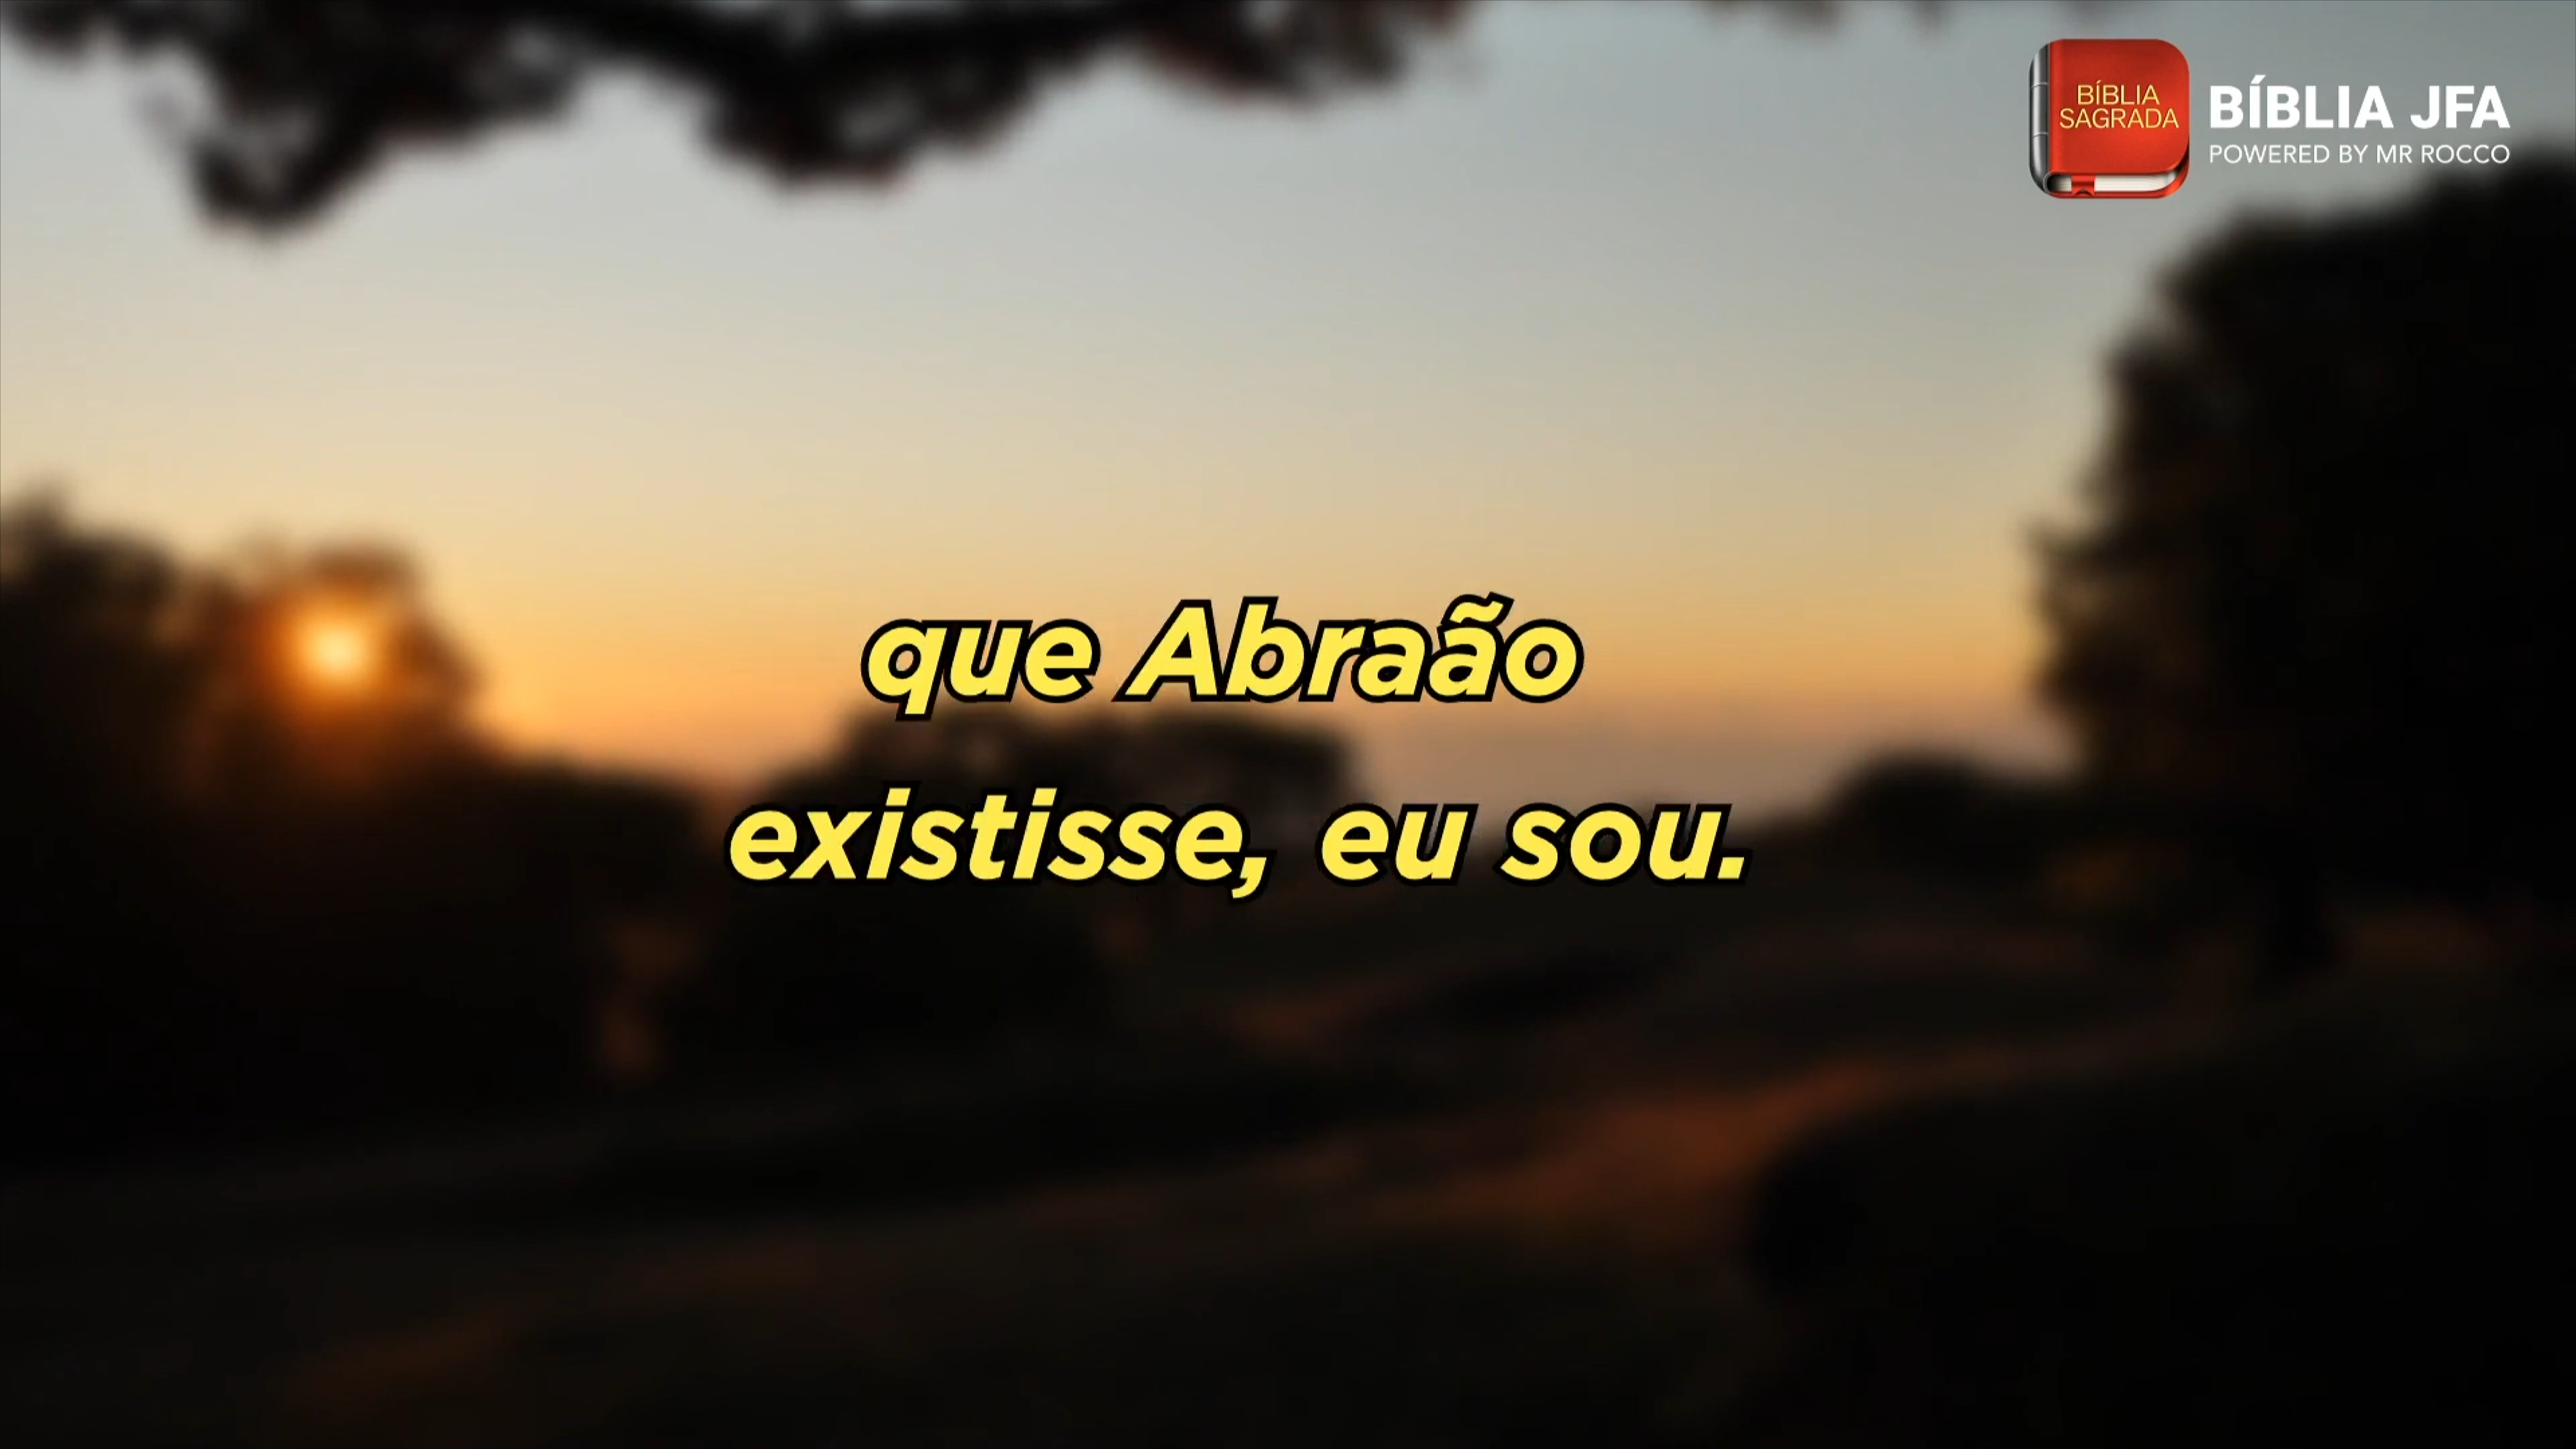 BÍBLIA
SAGRADA
BÍBLIA JFA
POWERED BY MR ROCCO
que Abraão
existisse, eu sou.